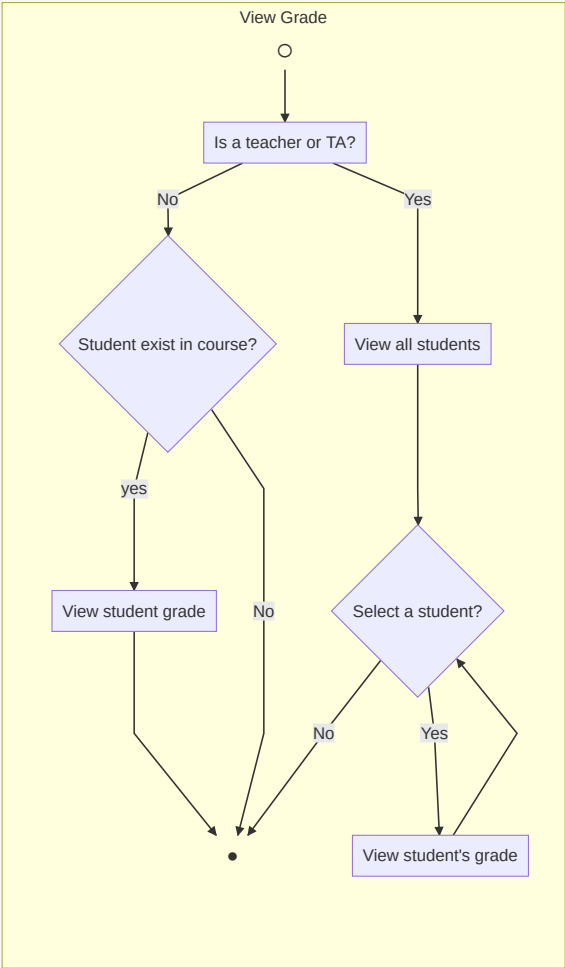 View Grade
Is a teacher or TA?
No
Yes
Student exist in course?
View all students
yes
View student grade
No
Select a student?
No
Yes
View student's grade